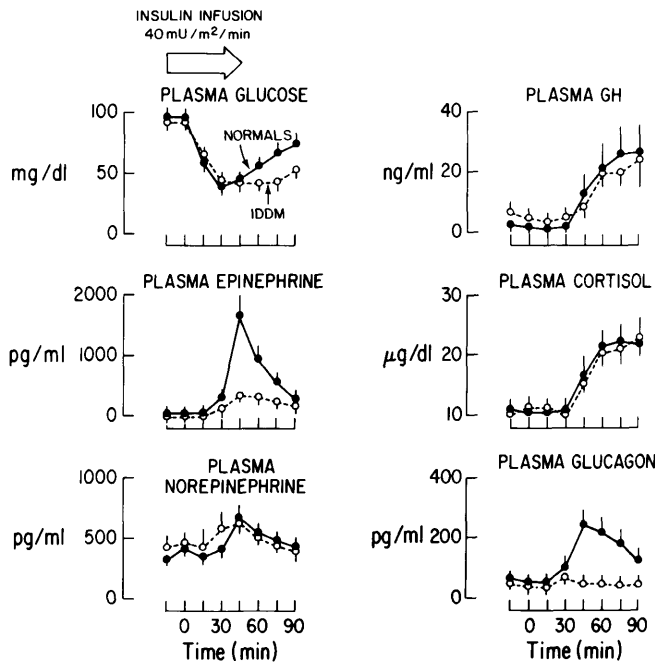 INSULIN INFUSION
40 mU/m²/min
PLASMA GLUCOSE
100
50
0
mg/dl
NORMALS
IDDM
PLASMA GH
40
20
0
ng/ml
PLASMA EPINEPHRINE
2000
1000
0
pg/ml
PLASMA CORTISOL
30
20
10
µg/dl
PLASMA
NOREPINEPHRINE
1000
500
0
pg/ml
0 30 60 90
Time (min)
PLASMA GLUCAGON
400
200
0
pg/ml
0 30 60 90
Time (min)